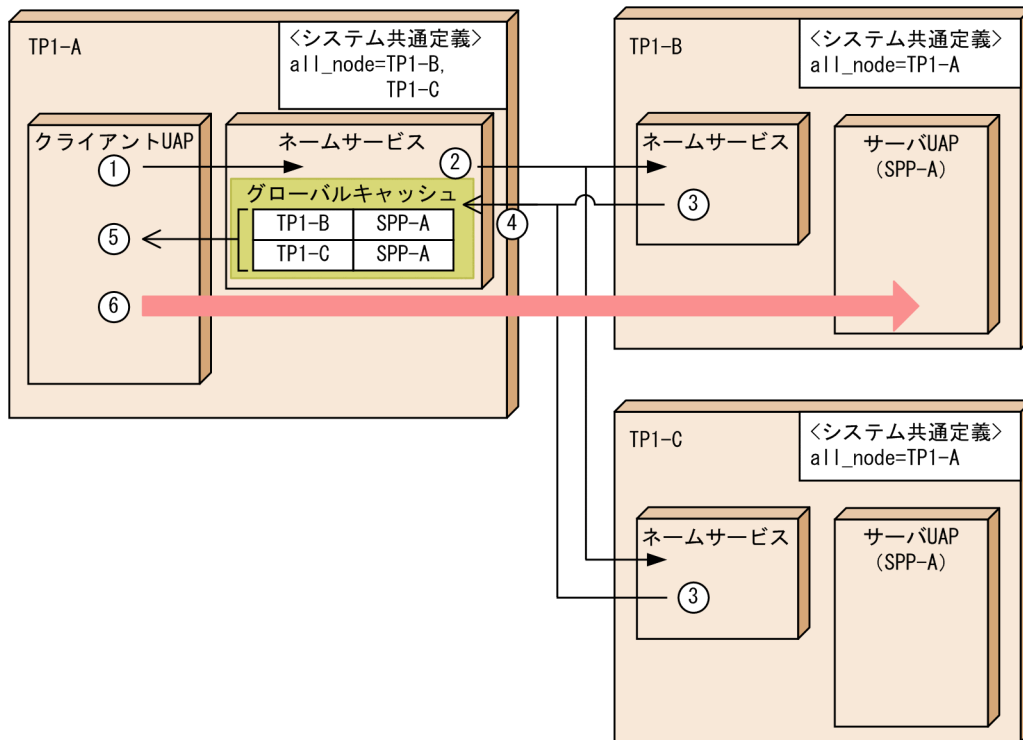 TP1-A
<システム共通定義>
all_node=TP1-B,
TP1-C
クライアントUAP
ネームサービス
①
②
グローバルキャッシュ
TP1-B SPP-A
TP1-C SPP-A
④
⑤
⑥
TP1-B
<システム共通定義>
all_node=TP1-A
ネームサービス
③
サーバUAP
(SPP-A)
TP1-C
<システム共通定義>
all_node=TP1-A
ネームサービス
③
サーバUAP
(SPP-A)